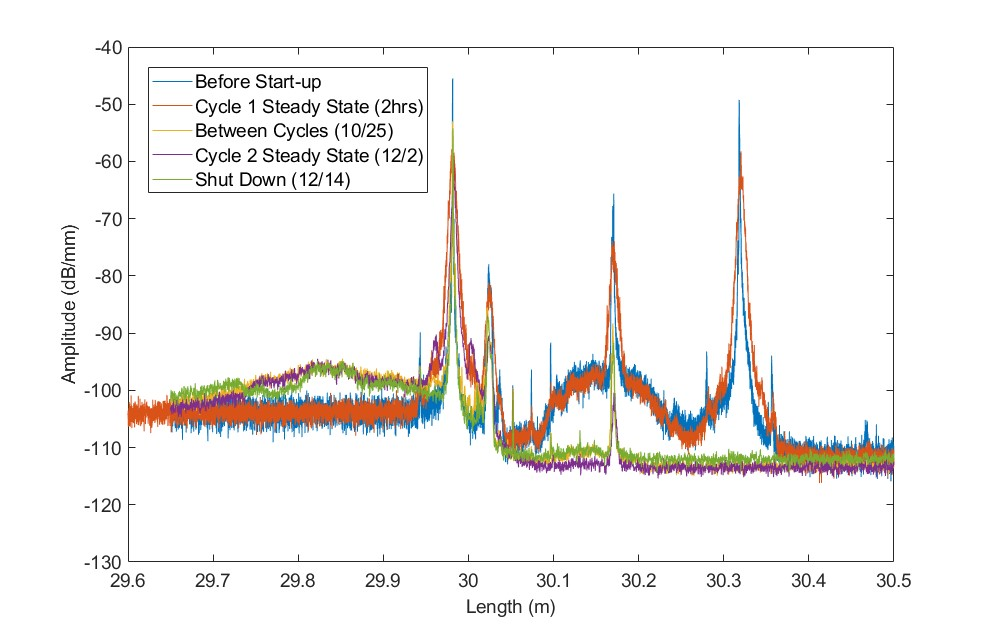 -40
-50
-60
-70
-80
-90
-100
-110
-120
-130
Amplitude (dB/mm)
Before Start-up
Cycle 1 Steady State (2hrs)
Between Cycles (10/25)
Cycle 2 Steady State (12/2)
Shut Down (12/14)
29.6 29.7 29.8 29.9 30 30.1 30.2 30.3 30.4 30.5
Length (m)